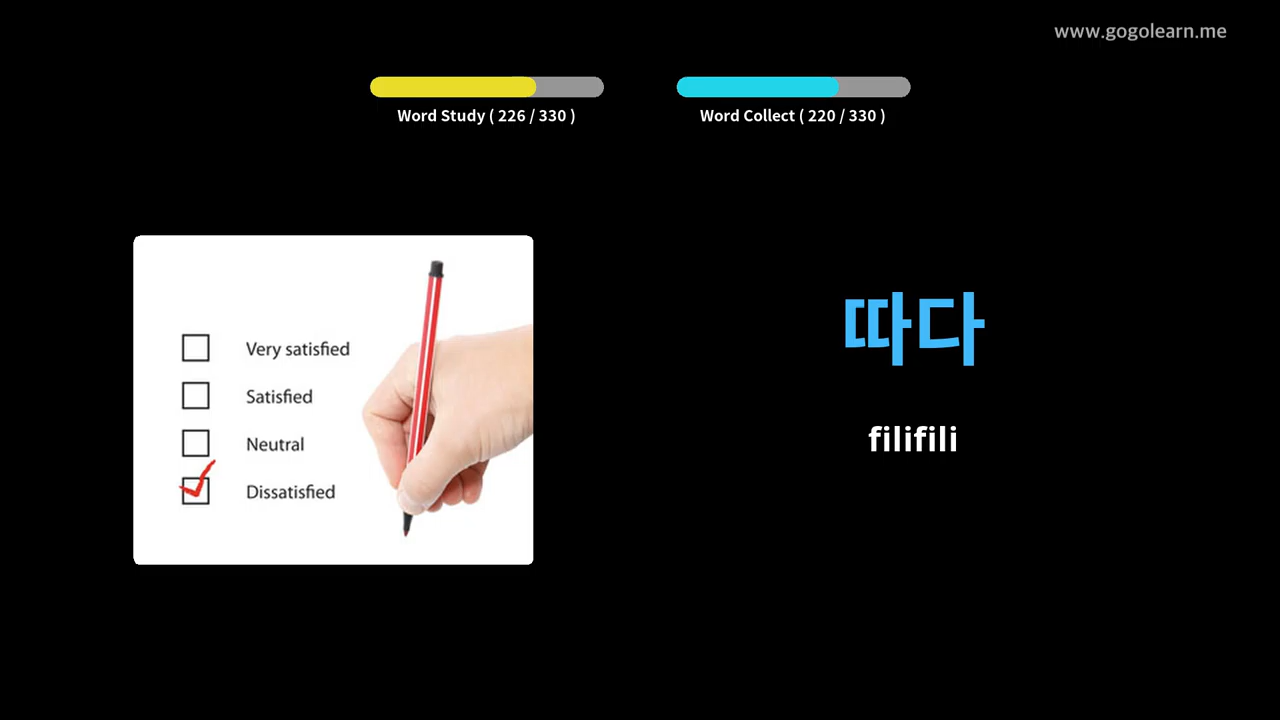 www.gogolearn.me
Word Study ( 226 / 330 )
Word Collect ( 220 / 330 )
Very satisfied
Satisfied
Neutral
Dissatisfied
따다
filifili